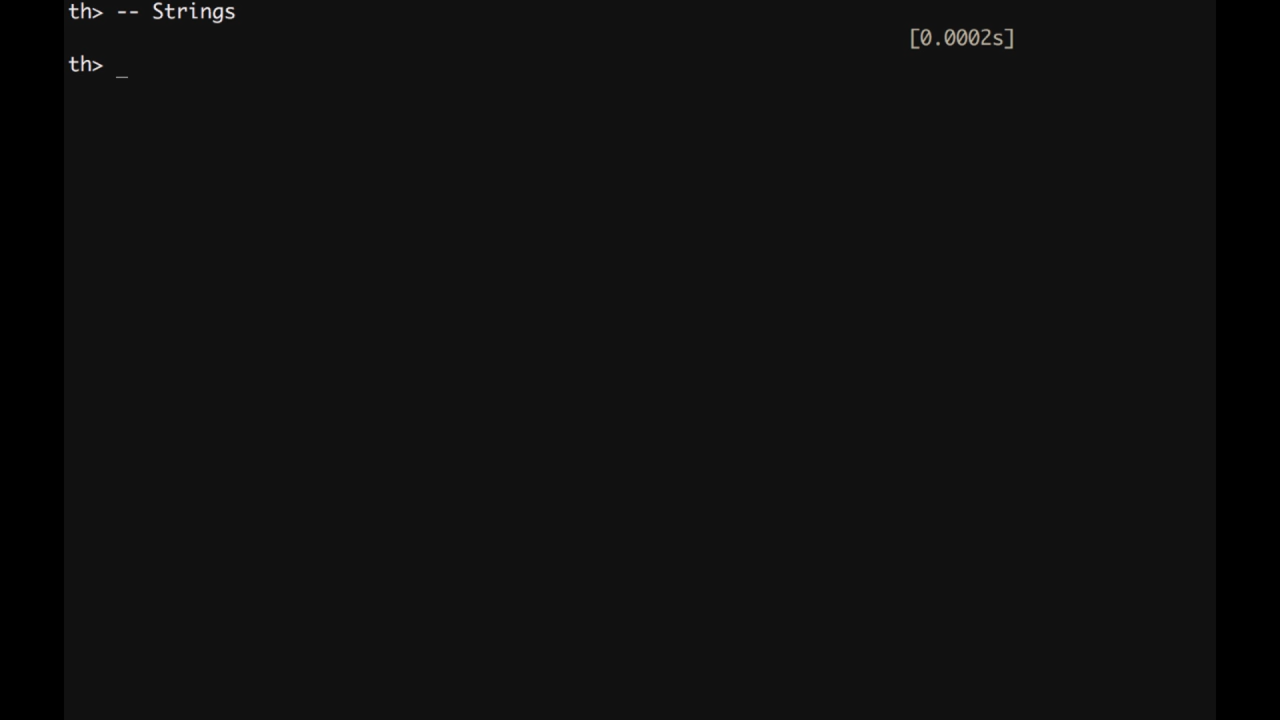 th> -- Strings
[0.0002s]
th> _